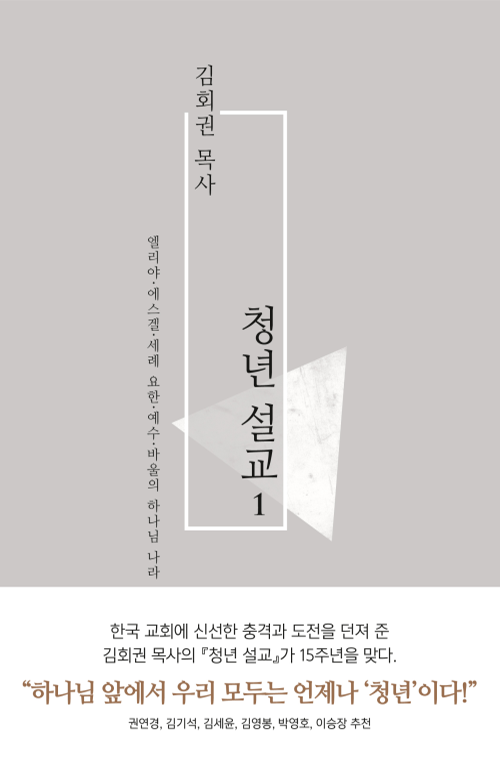 김회권 목사
청년 설교 1
엘리야·에스겔·세례 요한·예수·바울의 하나님 나라
한국 교회에 신선한 충격과 도전을 던져 준
김회권 목사의 『청년 설교』가 15주년을 맞다.
“하나님 앞에서 우리 모두는 언제나 ‘청년’이다!”
권연경, 김기석, 김세윤, 김영봉, 박영호, 이승장 추천